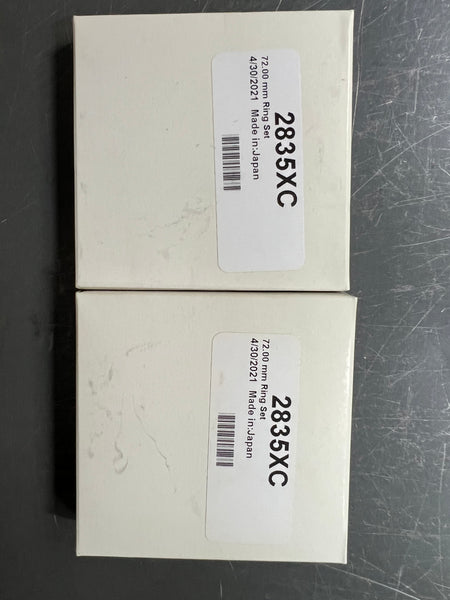 2835XC
72.00 mm Ring Set
4/30/2021 Made in:Japan
2835XC
72.00 mm Ring Set
4/30/2021 Made in:Japan